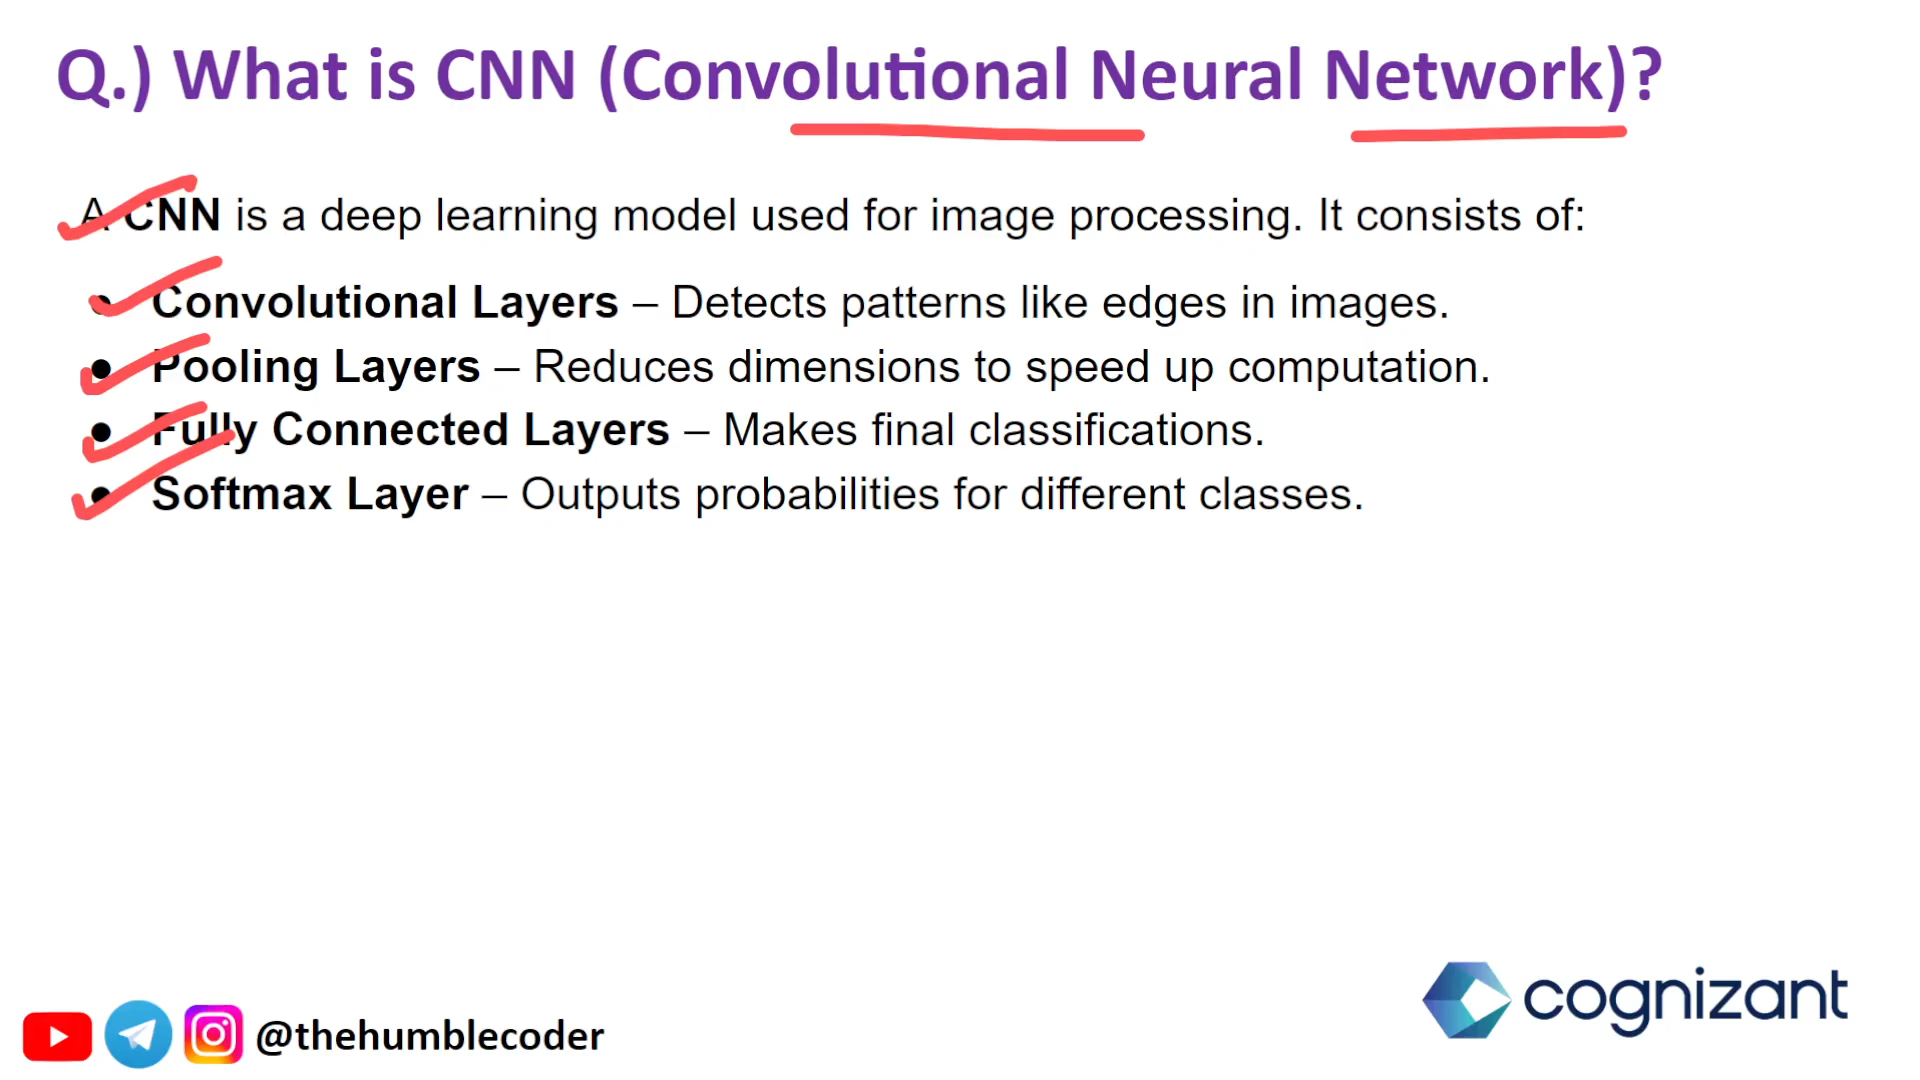 Q.) What is CNN (Convolutional Neural Network)?
A CNN is a deep learning model used for image processing. It consists of:
● Convolutional Layers – Detects patterns like edges in images.
● Pooling Layers – Reduces dimensions to speed up computation.
● Fully Connected Layers – Makes final classifications.
● Softmax Layer – Outputs probabilities for different classes.
@thehumblecoder
cognizant